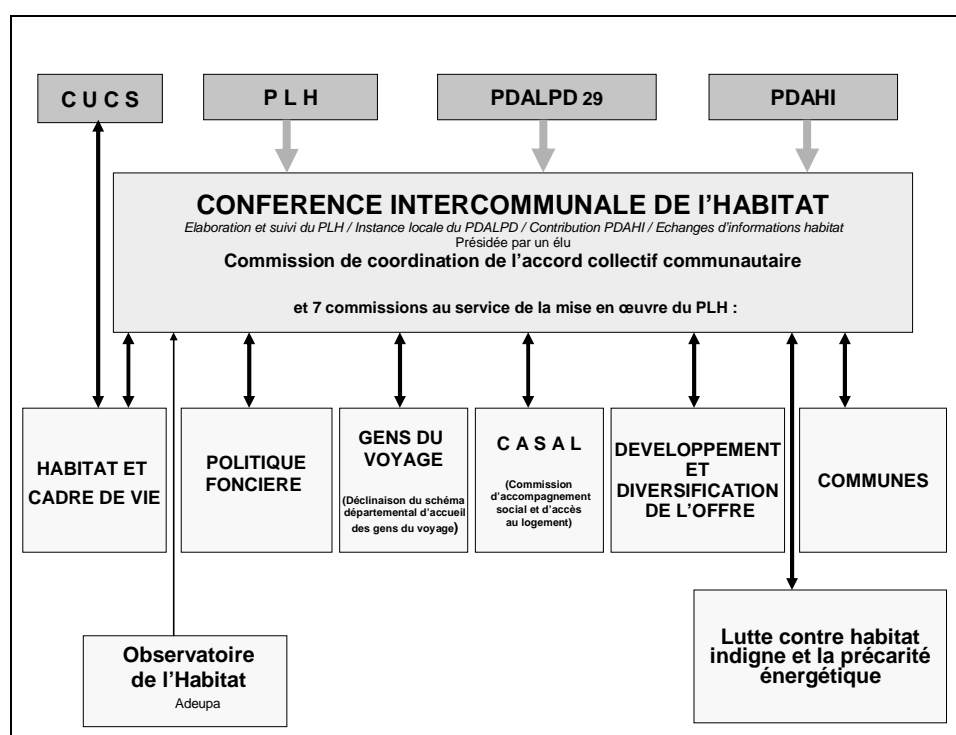 C U C S
P L H
PDALPD 29
PDAHI
CONFERENCE INTERCOMMUNALE DE l'HABITAT
Elaboration et suivi du PLH / Instance locale du PDALPD / Contribution PDAHI / Echanges d'informations habitat
Présidée par un élu
Commission de coordination de l'accord collectif communautaire
et 7 commissions au service de la mise en œuvre du PLH :
HABITAT ET
CADRE DE VIE
POLITIQUE
FONCIERE
GENS DU
VOYAGE
(Déclinaison du schéma
départemental d'accueil
des gens du voyage)
C A S A L
(Commission
d'accompagnement
social et d'accès
au logement)
DEVELOPPEMENT
ET
DIVERSIFICATION
DE L'OFFRE
COMMUNES
Observatoire
de l'Habitat
Adeupa
Lutte contre habitat
indigne et la précarité
énergétique